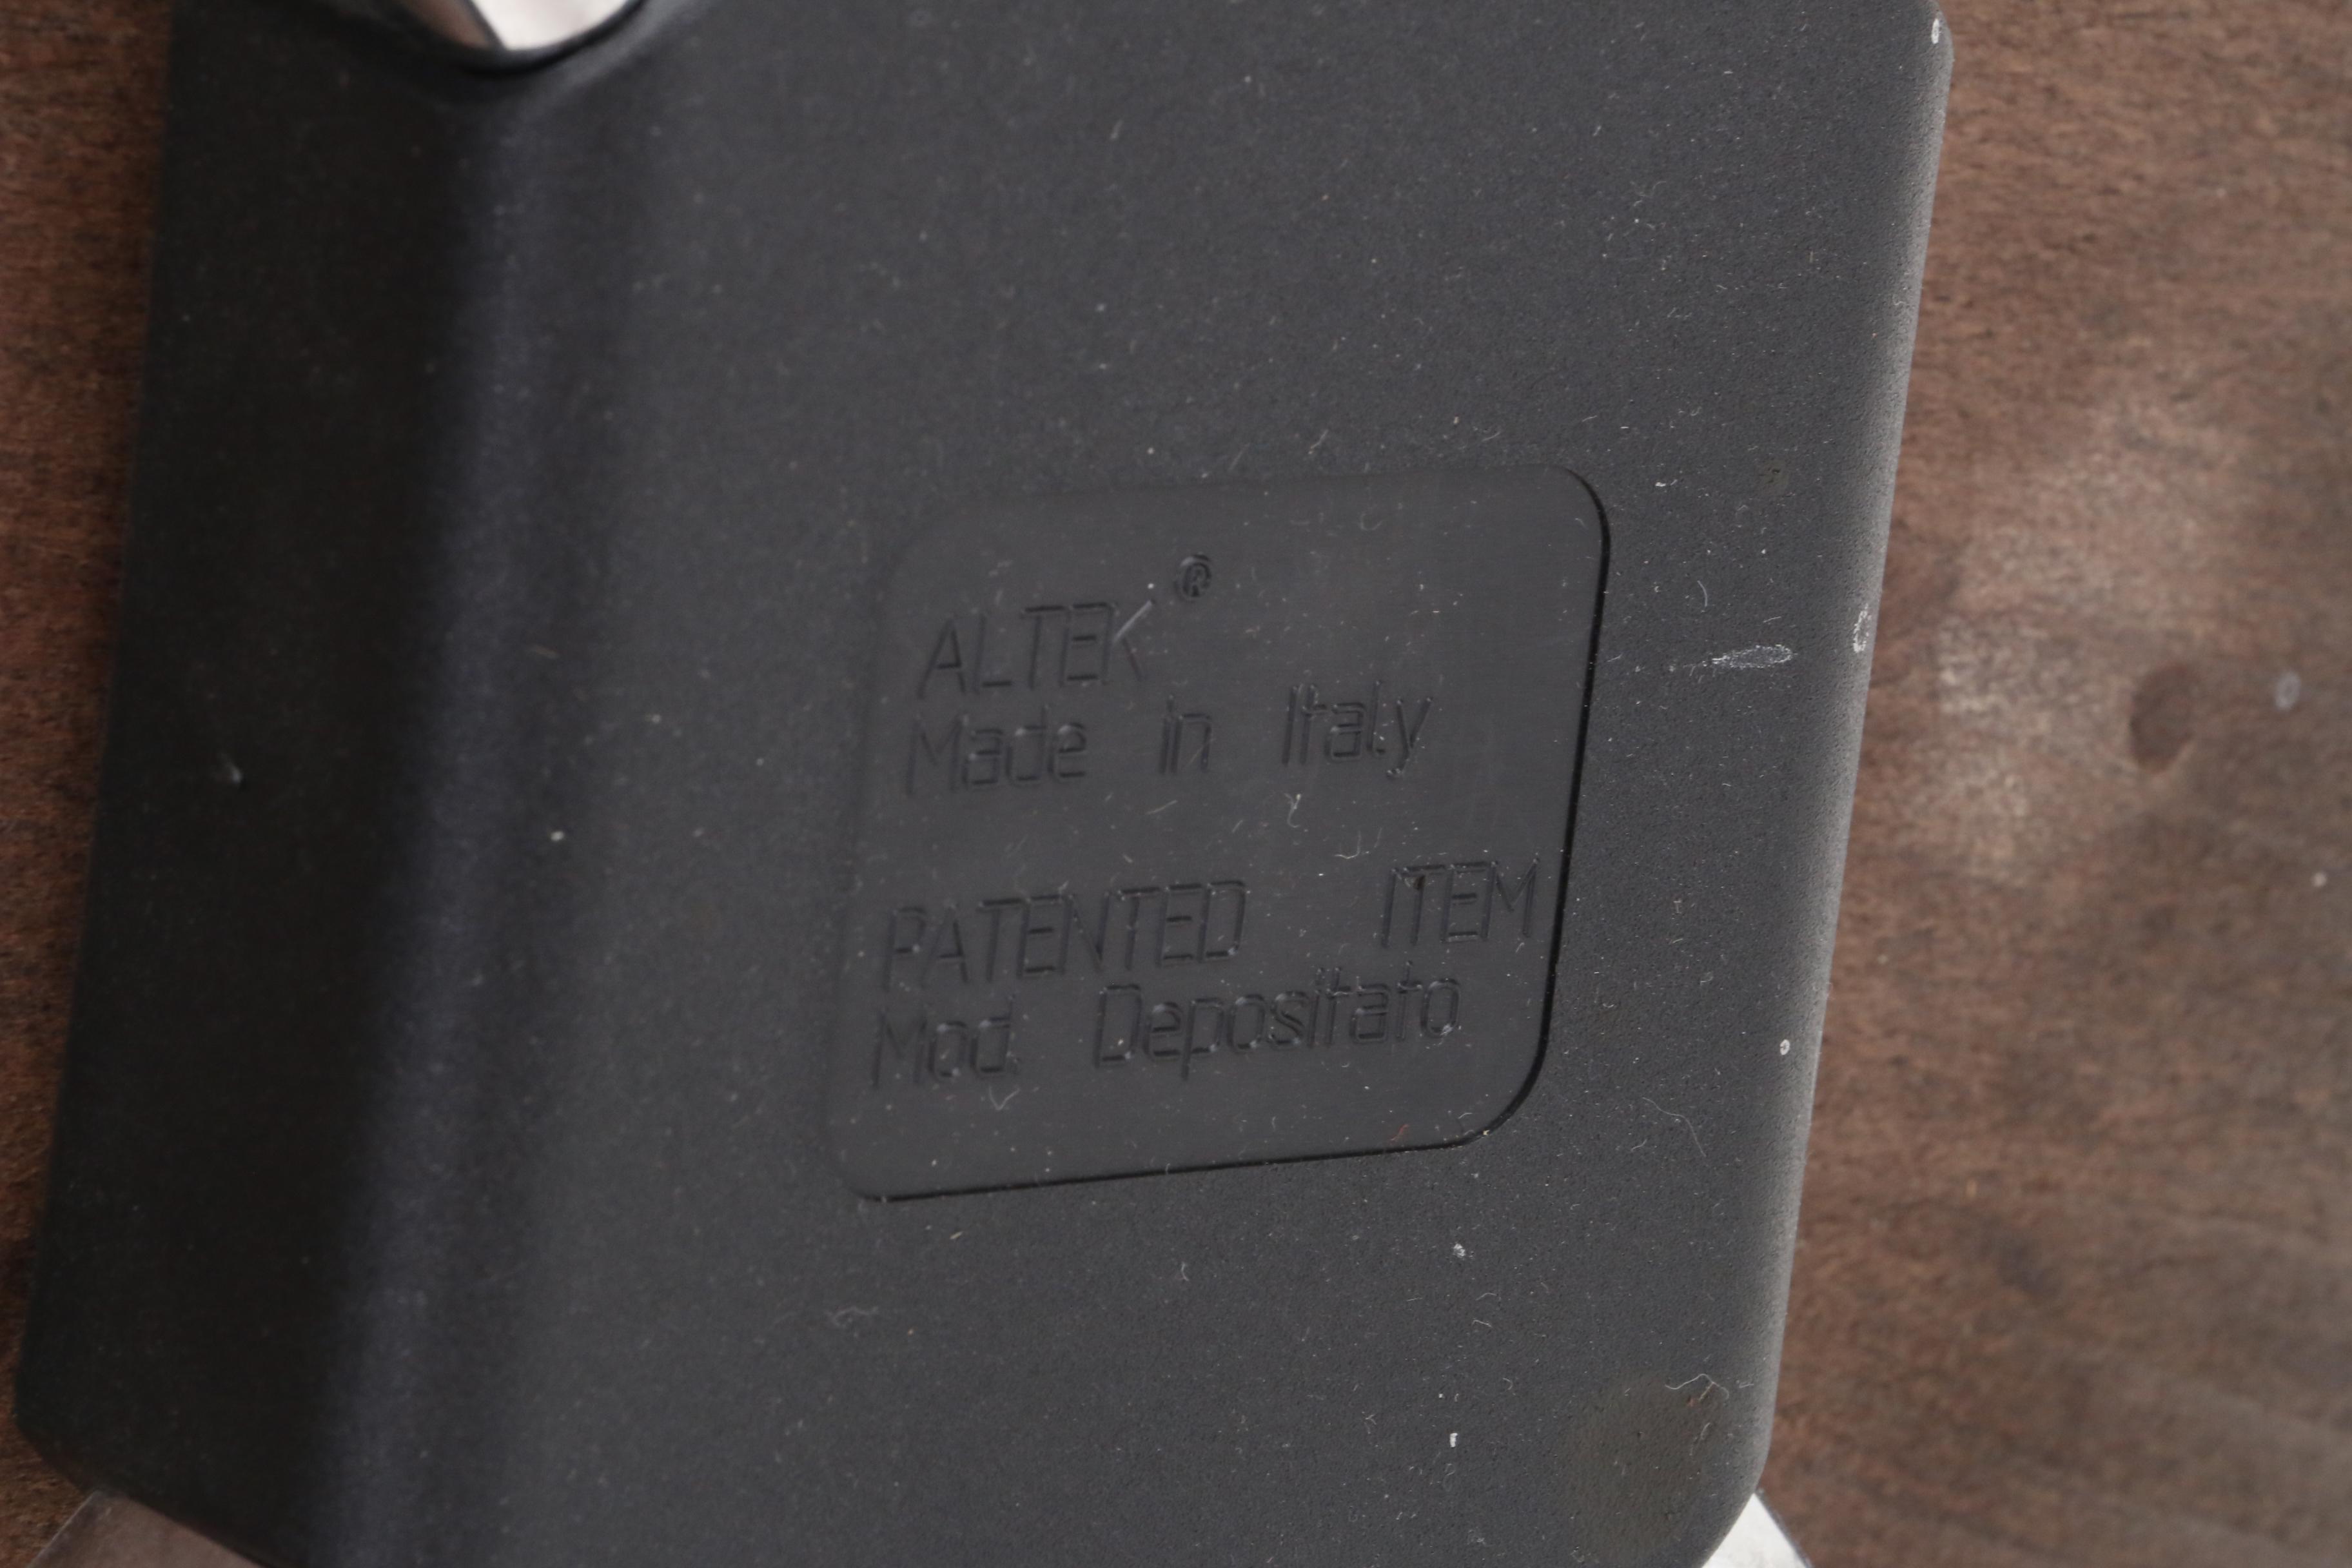 ALTEK®
Made in Italy
PATENTED ITEM
Mod. Depositato